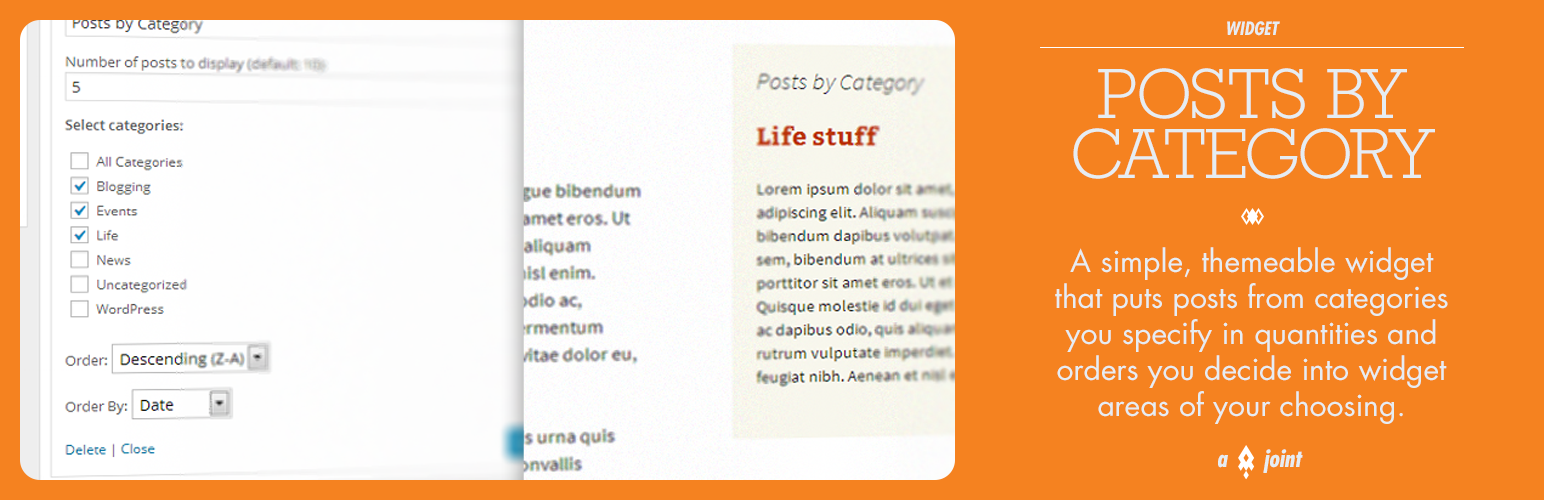 Posts by Category
Number of posts to display (default: 10):
5
Select categories:
All Categories
Blogging
Events
Life
News
Uncategorized
WordPress
Order: Descending (Z-A)
Order By: Date
Delete | Close
gue bibendum
amet eros. Ut
aliquam
nisl enim.
odio ac,
ermentum
vitae dolor eu,
s urna quis
onvallis
Posts by Category
Life stuff
Lorem ipsum dolor sit amet,
adipiscing elit. Aliquam
bibendum dapibus volutpat
sem, bibendum at ultrices
porttitor sit amet eros. Ut et
Quisque molestie id dui eget
ac dapibus odio, quis aliquam
rutrum vulputate imperdiet.
feugiat nibh. Aenean et nisl
WIDGET
POSTS BY
CATEGORY
A simple, themeable widget
that puts posts from categories
you specify in quantities and
orders you decide into widget
areas of your choosing.
a joint